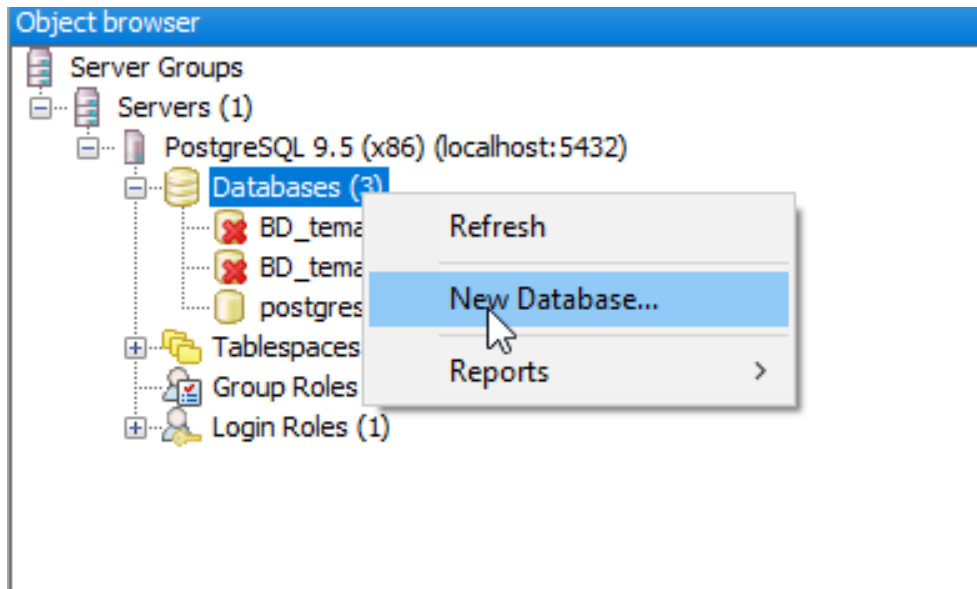 Object browser
Server Groups
Servers (1)
PostgreSQL 9.5 (x86) (localhost:5432)
Databases (3)
BD_tema
BD_tema
postgres
Tablespaces
Group Roles
Login Roles (1)
Refresh
New Database...
Reports